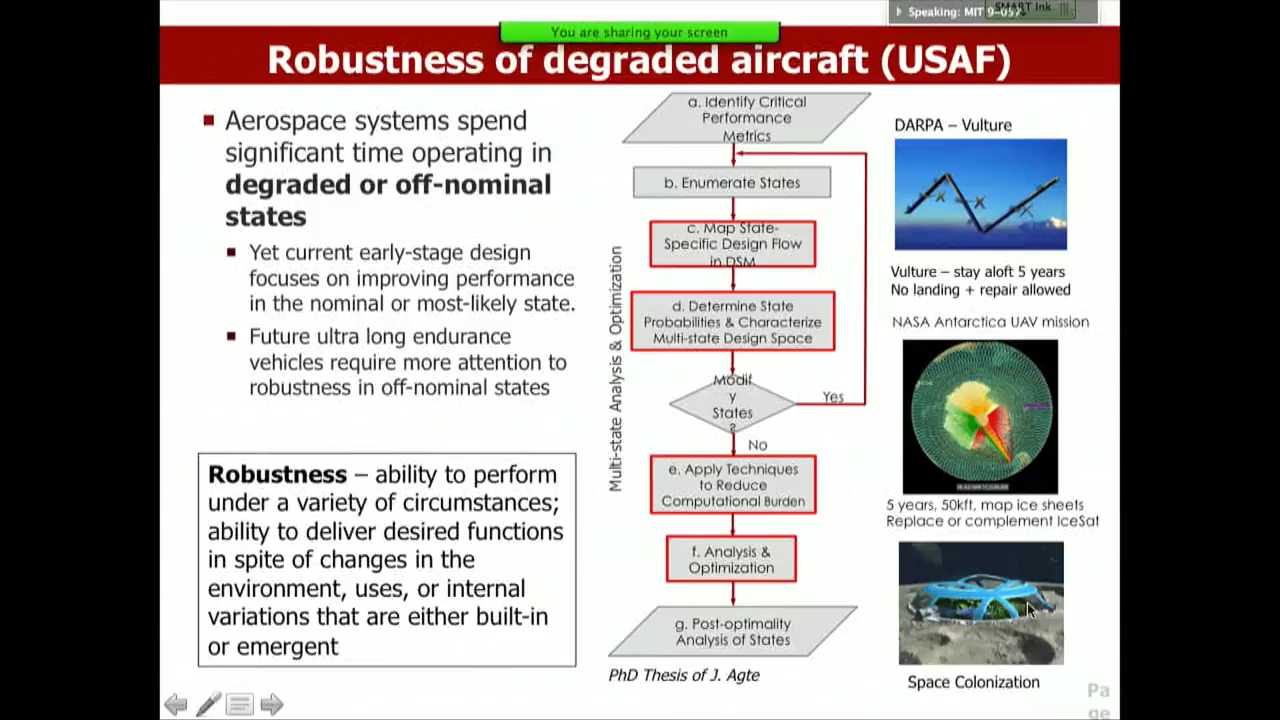 Speaking: MIT 9-057
SMART Ink
You are sharing your screen
Robustness of degraded aircraft (USAF)
Aerospace systems spend
significant time operating in
degraded or off-nominal
states
Yet current early-stage design
focuses on improving performance
in the nominal or most-likely state.
Future ultra long endurance
vehicles require more attention to
robustness in off-nominal states
Robustness – ability to perform
under a variety of circumstances;
ability to deliver desired functions
in spite of changes in the
environment, uses, or internal
variations that are either built-in
or emergent
Multi-state Analysis & Optimization
a. Identify Critical
Performance
Metrics
b. Enumerate States
c. Map State-
Specific Design Flow
in DSM
d. Determine State
Probabilities & Characterize
Multi-state Design Space
Modif
y
States
?
Yes
No
e. Apply Techniques
to Reduce
Computational Burden
f. Analysis &
Optimization
g. Post-optimality
Analysis of States
PhD Thesis of J. Agte
DARPA – Vulture
Vulture – stay aloft 5 years
No landing + repair allowed
NASA Antarctica UAV mission
5 years, 50kft, map ice sheets
Replace or complement IceSat
Space Colonization
Pa
ge